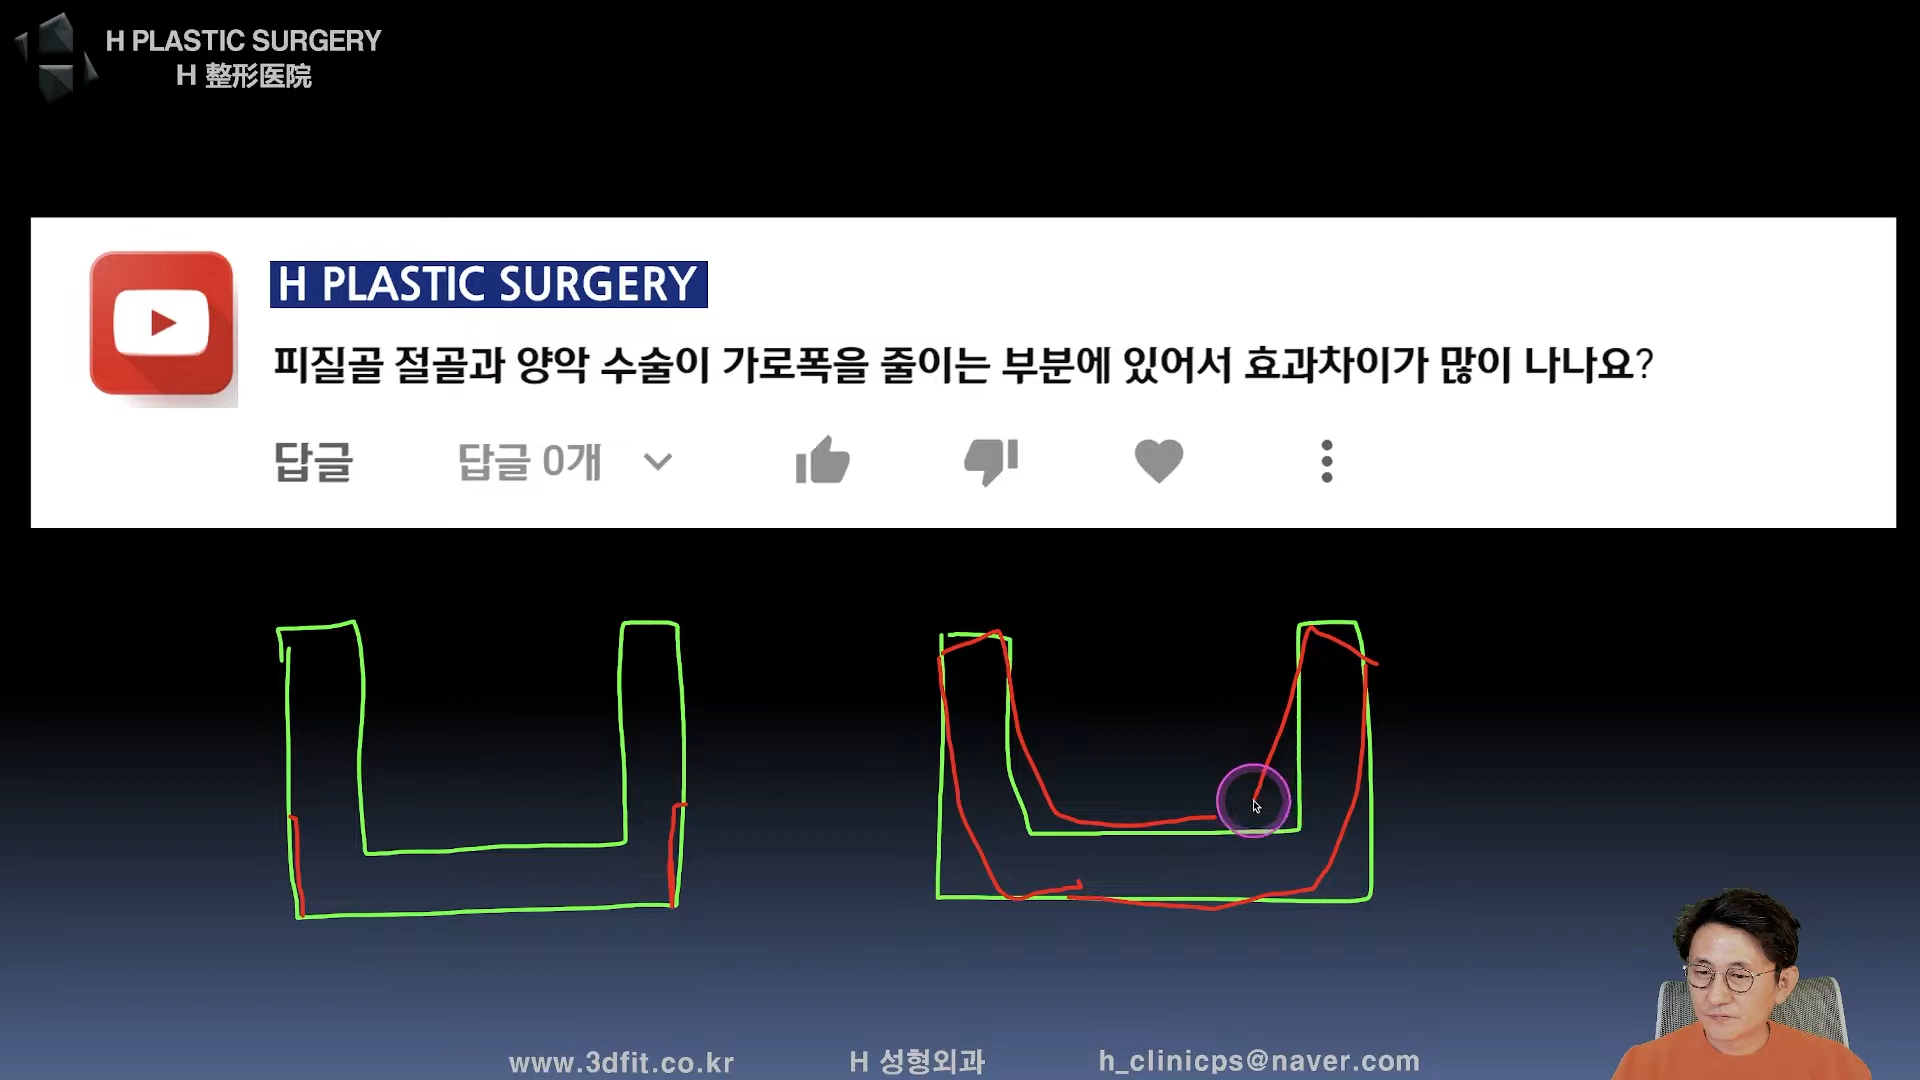 H PLASTIC SURGERY
H 整形医院
H PLASTIC SURGERY
피질골 절골과 양악 수술이 가로폭을 줄이는 부분에 있어서 효과차이가 많이 나나요?
답글 답글 0개
www.3dfit.co.kr H 성형외과 h_clinicps@naver.com